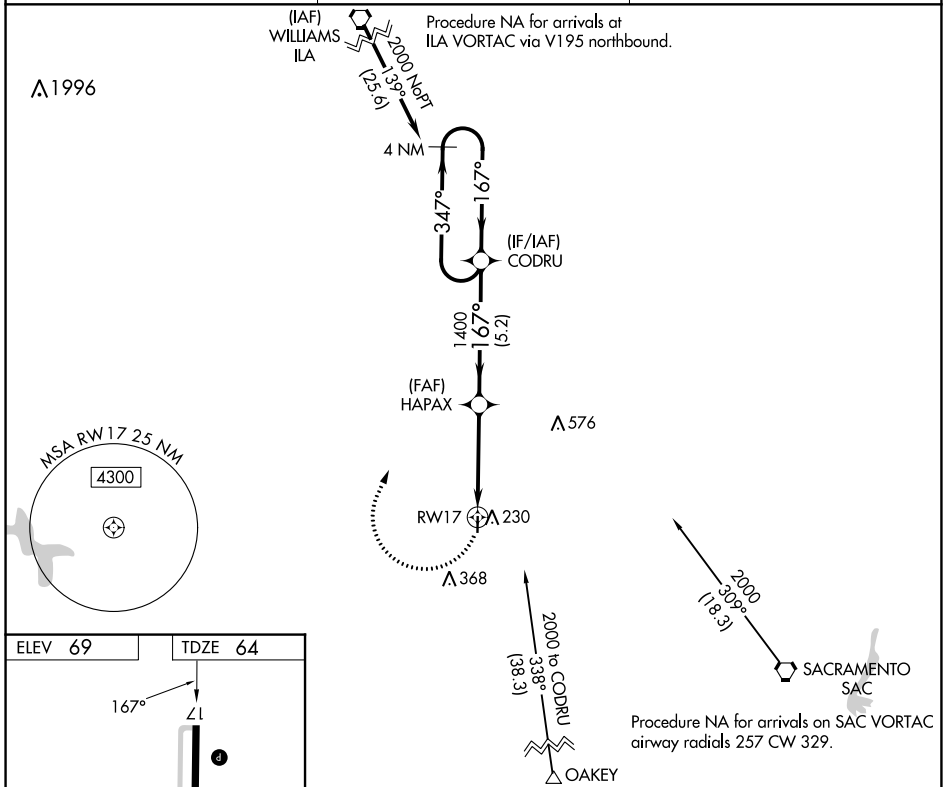 (IAF)
WILLIAMS
ILA
2000 NoPT
139°
(25.6)
Procedure NA for arrivals at
ILA VORTAC via V195 northbound.
1996
4 NM
347°
167°
(IF/IAF)
CODRU
1400
167°
(5.2)
(FAF)
HAPAX
576
MSA RW17 25 NM
4300
RW17
230
368
2000 to CODRU
338°
(38.3)
OAKEY
2000
309°
(18.3)
SACRAMENTO
SAC
Procedure NA for arrivals on SAC VORTAC
airway radials 257 CW 329.
ELEV 69
TDZE 64
167°
17
P